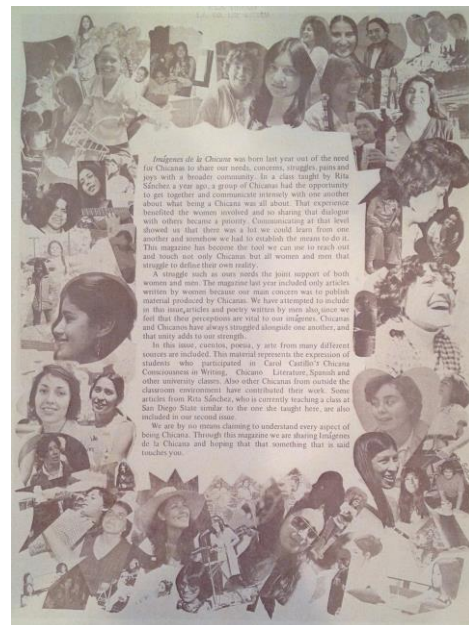 Imágenes de la Chicana was born last year out of the need
for Chicanas to share our needs, concerns, struggles, pains and
joys with a broader community. In a class taught by Rita
Sánchez a year ago, a group of Chicanas had the opportunity
to get together and communicate intensely with one another
about what being a Chicana was all about. That experience
benefited the women involved and so sharing that dialogue
with others became a priority. Communicating at that level
showed us that there was a lot we could learn from one
another and somehow we had to establish the means to do it.
This magazine has become the tool we can use to reach out
and touch not only Chicanas but all women and men that
struggle to define their own reality.
A struggle such as ours needs the joint support of both
women and men. The magazine last year included only articles
written by women because our main concern was to publish
material produced by Chicanas. We have attempted to include
in this issue, articles and poetry written by men also, since we
feel that their perceptions are vital to our imágenes. Chicanas
and Chicanos have always struggled alongside one another, and
that unity adds to our strength.
In this issue, cuentos, poesia, y arte from many different
sources are included. This material represents the expression of
students who participated in Carol Castillo's Chicana
Consciousness in Writing, Chicano Literature, Spanish and
other university classes. Also other Chicanas from outside the
classroom environment have contributed their work. Some
articles from Rita Sánchez, who is currently teaching a class at
San Diego State similar to the one she taught here, are also
included in our second issue.
We are by no means claiming to understand every aspect of
being Chicana. Through this magazine we are sharing Imágenes
de la Chicana and hoping that that something that is said
touches you.